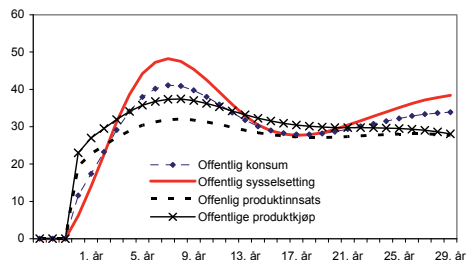 60
50
40
30
20
10
0
Offentlig konsum
Offentlig sysselsetting
Offenlig produktinnsats
Offentlige produktkjøp
1. år 5. år 9. år 13. år 17. år 21. år 25. år 29. år